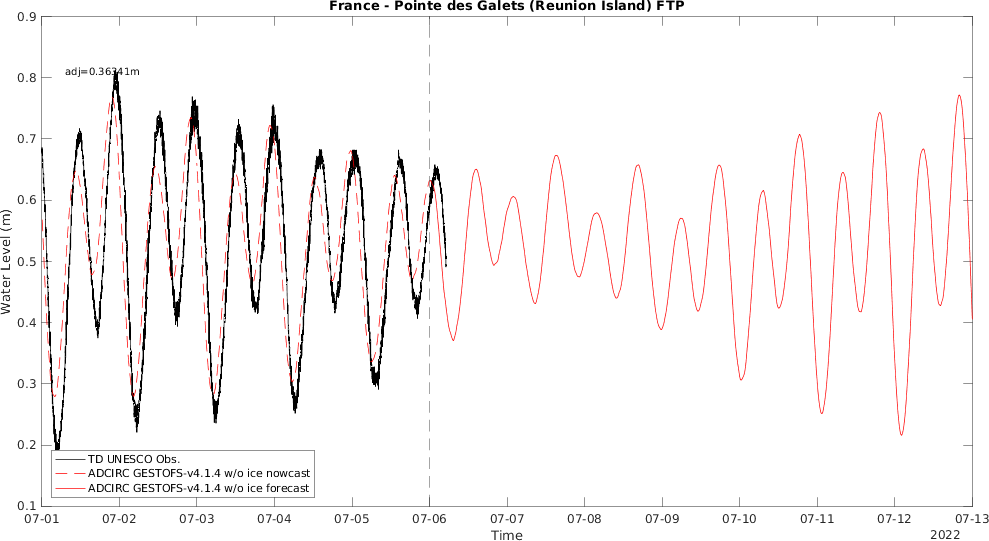 France - Pointe des Galets (Reunion Island) FTP
0.9
0.8
0.7
0.6
0.5
0.4
0.3
0.2
0.1
Water Level (m)
adj=0.36341m
TD UNESCO Obs.
ADCIRC GESTOFS-v4.1.4 w/o ice nowcast
ADCIRC GESTOFS-v4.1.4 w/o ice forecast
07-01 07-02 07-03 07-04 07-05 07-06 07-07 07-08 07-09 07-10 07-11 07-12 07-13
Time
2022